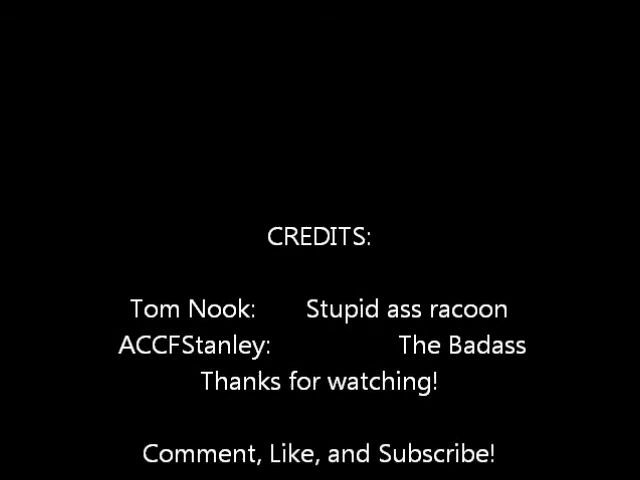 CREDITS:
Tom Nook: Stupid ass racoon
ACCFStanley: The Badass
Thanks for watching!
Comment, Like, and Subscribe!